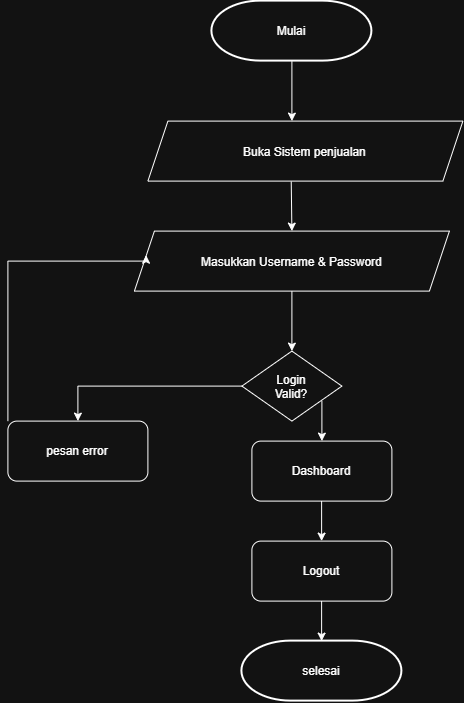 Mulai
Buka Sistem penjualan
Masukkan Username & Password
Login
Valid?
pesan error
Dashboard
Logout
selesai